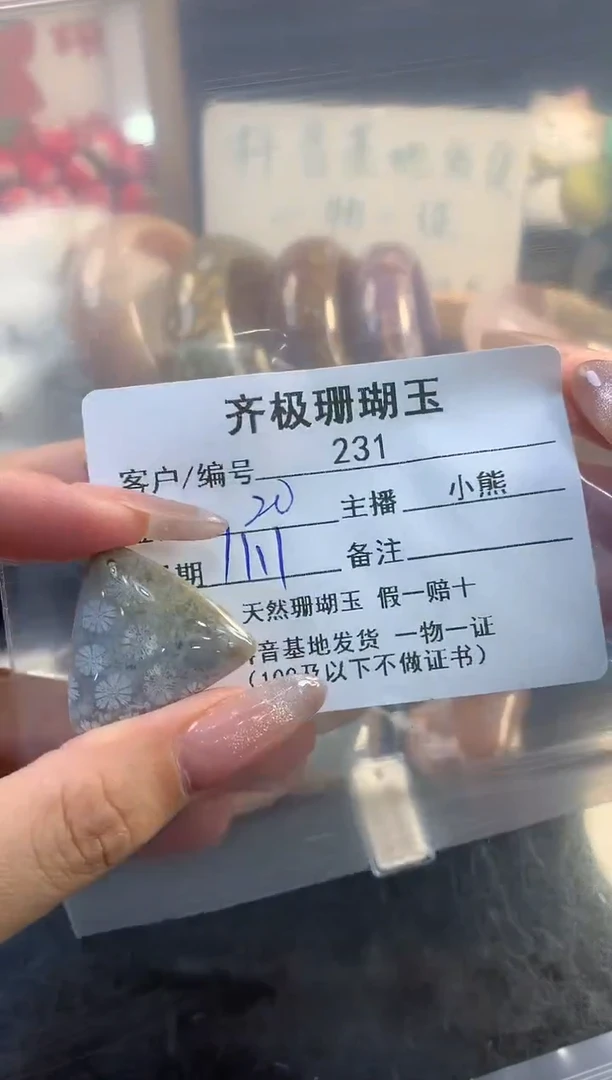 齐极珊瑚玉
客户/编号 231
20 主播 小熊
期 备注
天然珊瑚玉 假一赔十
音基地发货 一物一证
及以下不做证书)